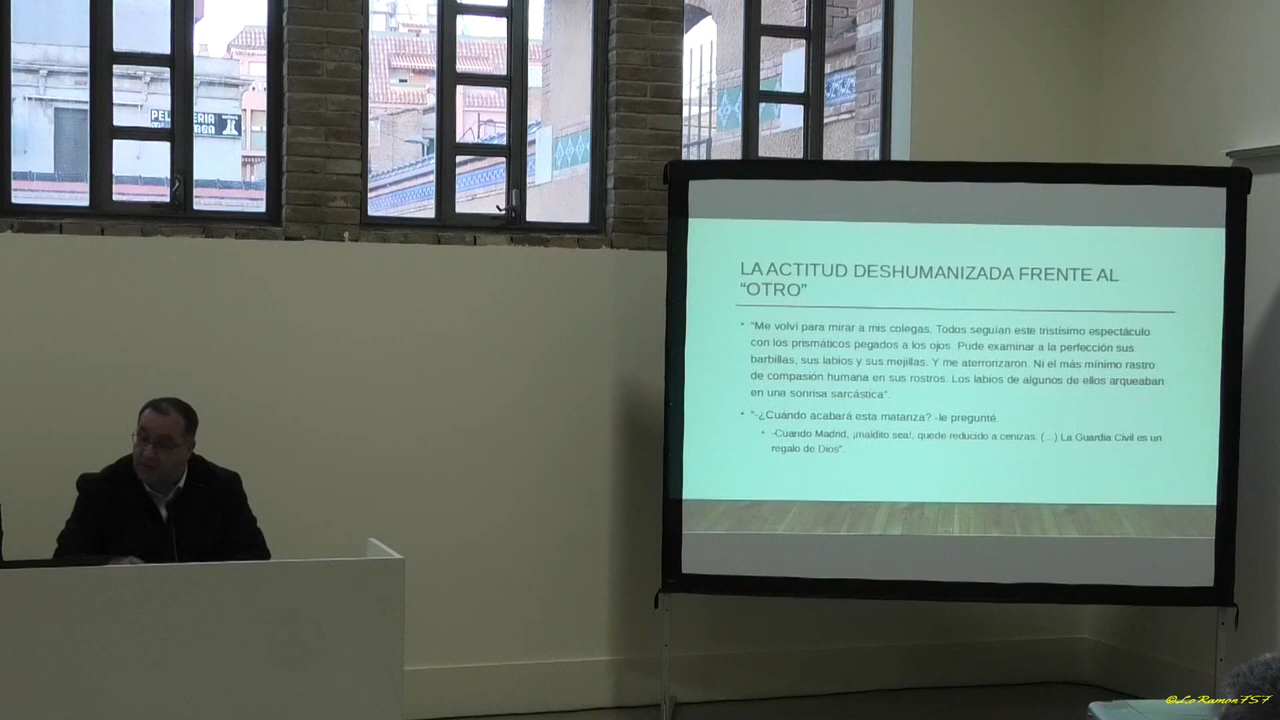 LA ACTITUD DESHUMANIZADA FRENTE AL
“OTRO”
• “Me volví para mirar a mis colegas. Todos seguían este tristísimo espectáculo
con los prismáticos pegados a los ojos. Pude examinar a la perfección sus
barbillas, sus labios y sus mejillas. Y me aterrorizaron. Ni el más mínimo rastro
de compasión humana en sus rostros. Los labios de algunos de ellos arqueaban
en una sonrisa sarcástica”.
• “-¿Cuándo acabará esta matanza? -le pregunté.
• -Cuando Madrid, ¡maldito sea!, quede reducido a cenizas. (…) La Guardia Civil es un
regalo de Dios”.
©LoRamon757